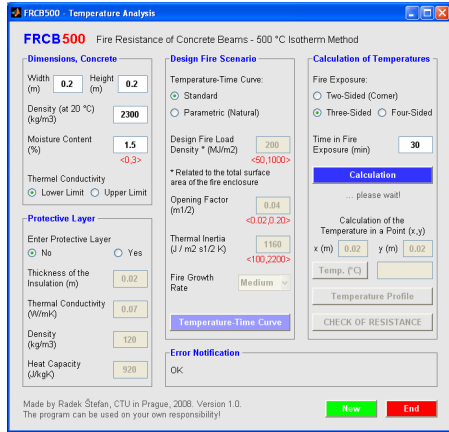 FRCB500 - Temperature Analysis
FRCB500 Fire Resistance of Concrete Beams - 500 °C Isotherm Method
Dimensions, Concrete
Width (m) 0.2 Height (m) 0.2
Density (at 20 °C) (kg/m3) 2300
Moisture Content (%) 1.5
<0,3>
Thermal Conductivity
Lower Limit Upper Limit
Protective Layer
Enter Protective Layer
No Yes
Thickness of the Insulation (m) 0.02
Thermal Conductivity (W/mK) 0.07
Density (kg/m3) 120
Heat Capacity (J/kgK) 920
Design Fire Scenario
Temperature-Time Curve:
Standard
Parametric (Natural)
Design Fire Load
Density * (MJ/m2) 200
<50,1000>
* Related to the total surface
area of the fire enclosure
Opening Factor (m1/2) 0.04
<0.02,0.20>
Thermal Inertia
(J / m2 s1/2 K) 1160
<100,2200>
Fire Growth Rate Medium
Temperature-Time Curve
Calculation of Temperatures
Fire Exposure:
Two-Sided (Corner)
Three-Sided Four-Sided
Time in Fire
Exposure (min) 30
Calculation
... please wait!
Calculation of the
Temperature in a Point (x,y)
x (m) 0.02 y (m) 0.02
Temp. (°C)
Temperature Profile
CHECK OF RESISTANCE
Error Notification
OK
Made by Radek Štefan, CTU in Prague, 2008. Version 1.0.
The program can be used on your own responsibility!
New End